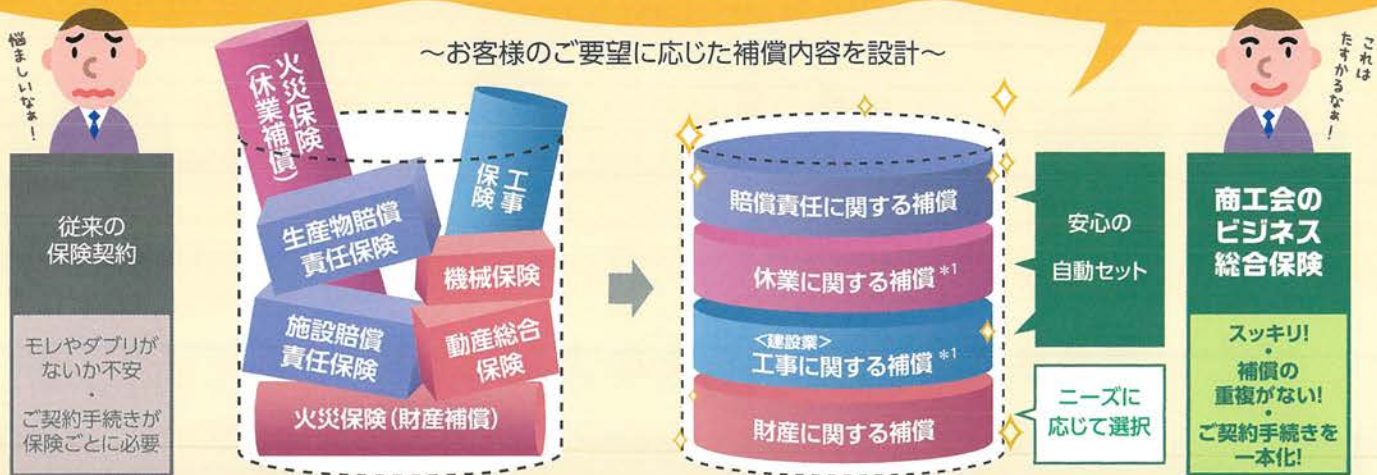 ～お客様のご要望に応じた補償内容を設計～
悩ましいなぁ！
従来の
保険契約
モレやダブリが
ないか不安
・
ご契約手続きが
保険ごとに必要
火災保険
（休業補償）
工事
保険
生産物賠償
責任保険
機械保険
施設賠償
責任保険
動産総合
保険
火災保険（財産補償）
賠償責任に関する補償
休業に関する補償＊1
＜建設業＞
工事に関する補償＊1
財産に関する補償
安心の
自動セット
ニーズに
応じて選択
これは
たすかるなぁ！
商工会の
ビジネス
総合保険
スッキリ！
・
補償の
重複がない！
・
ご契約手続きを
一本化！